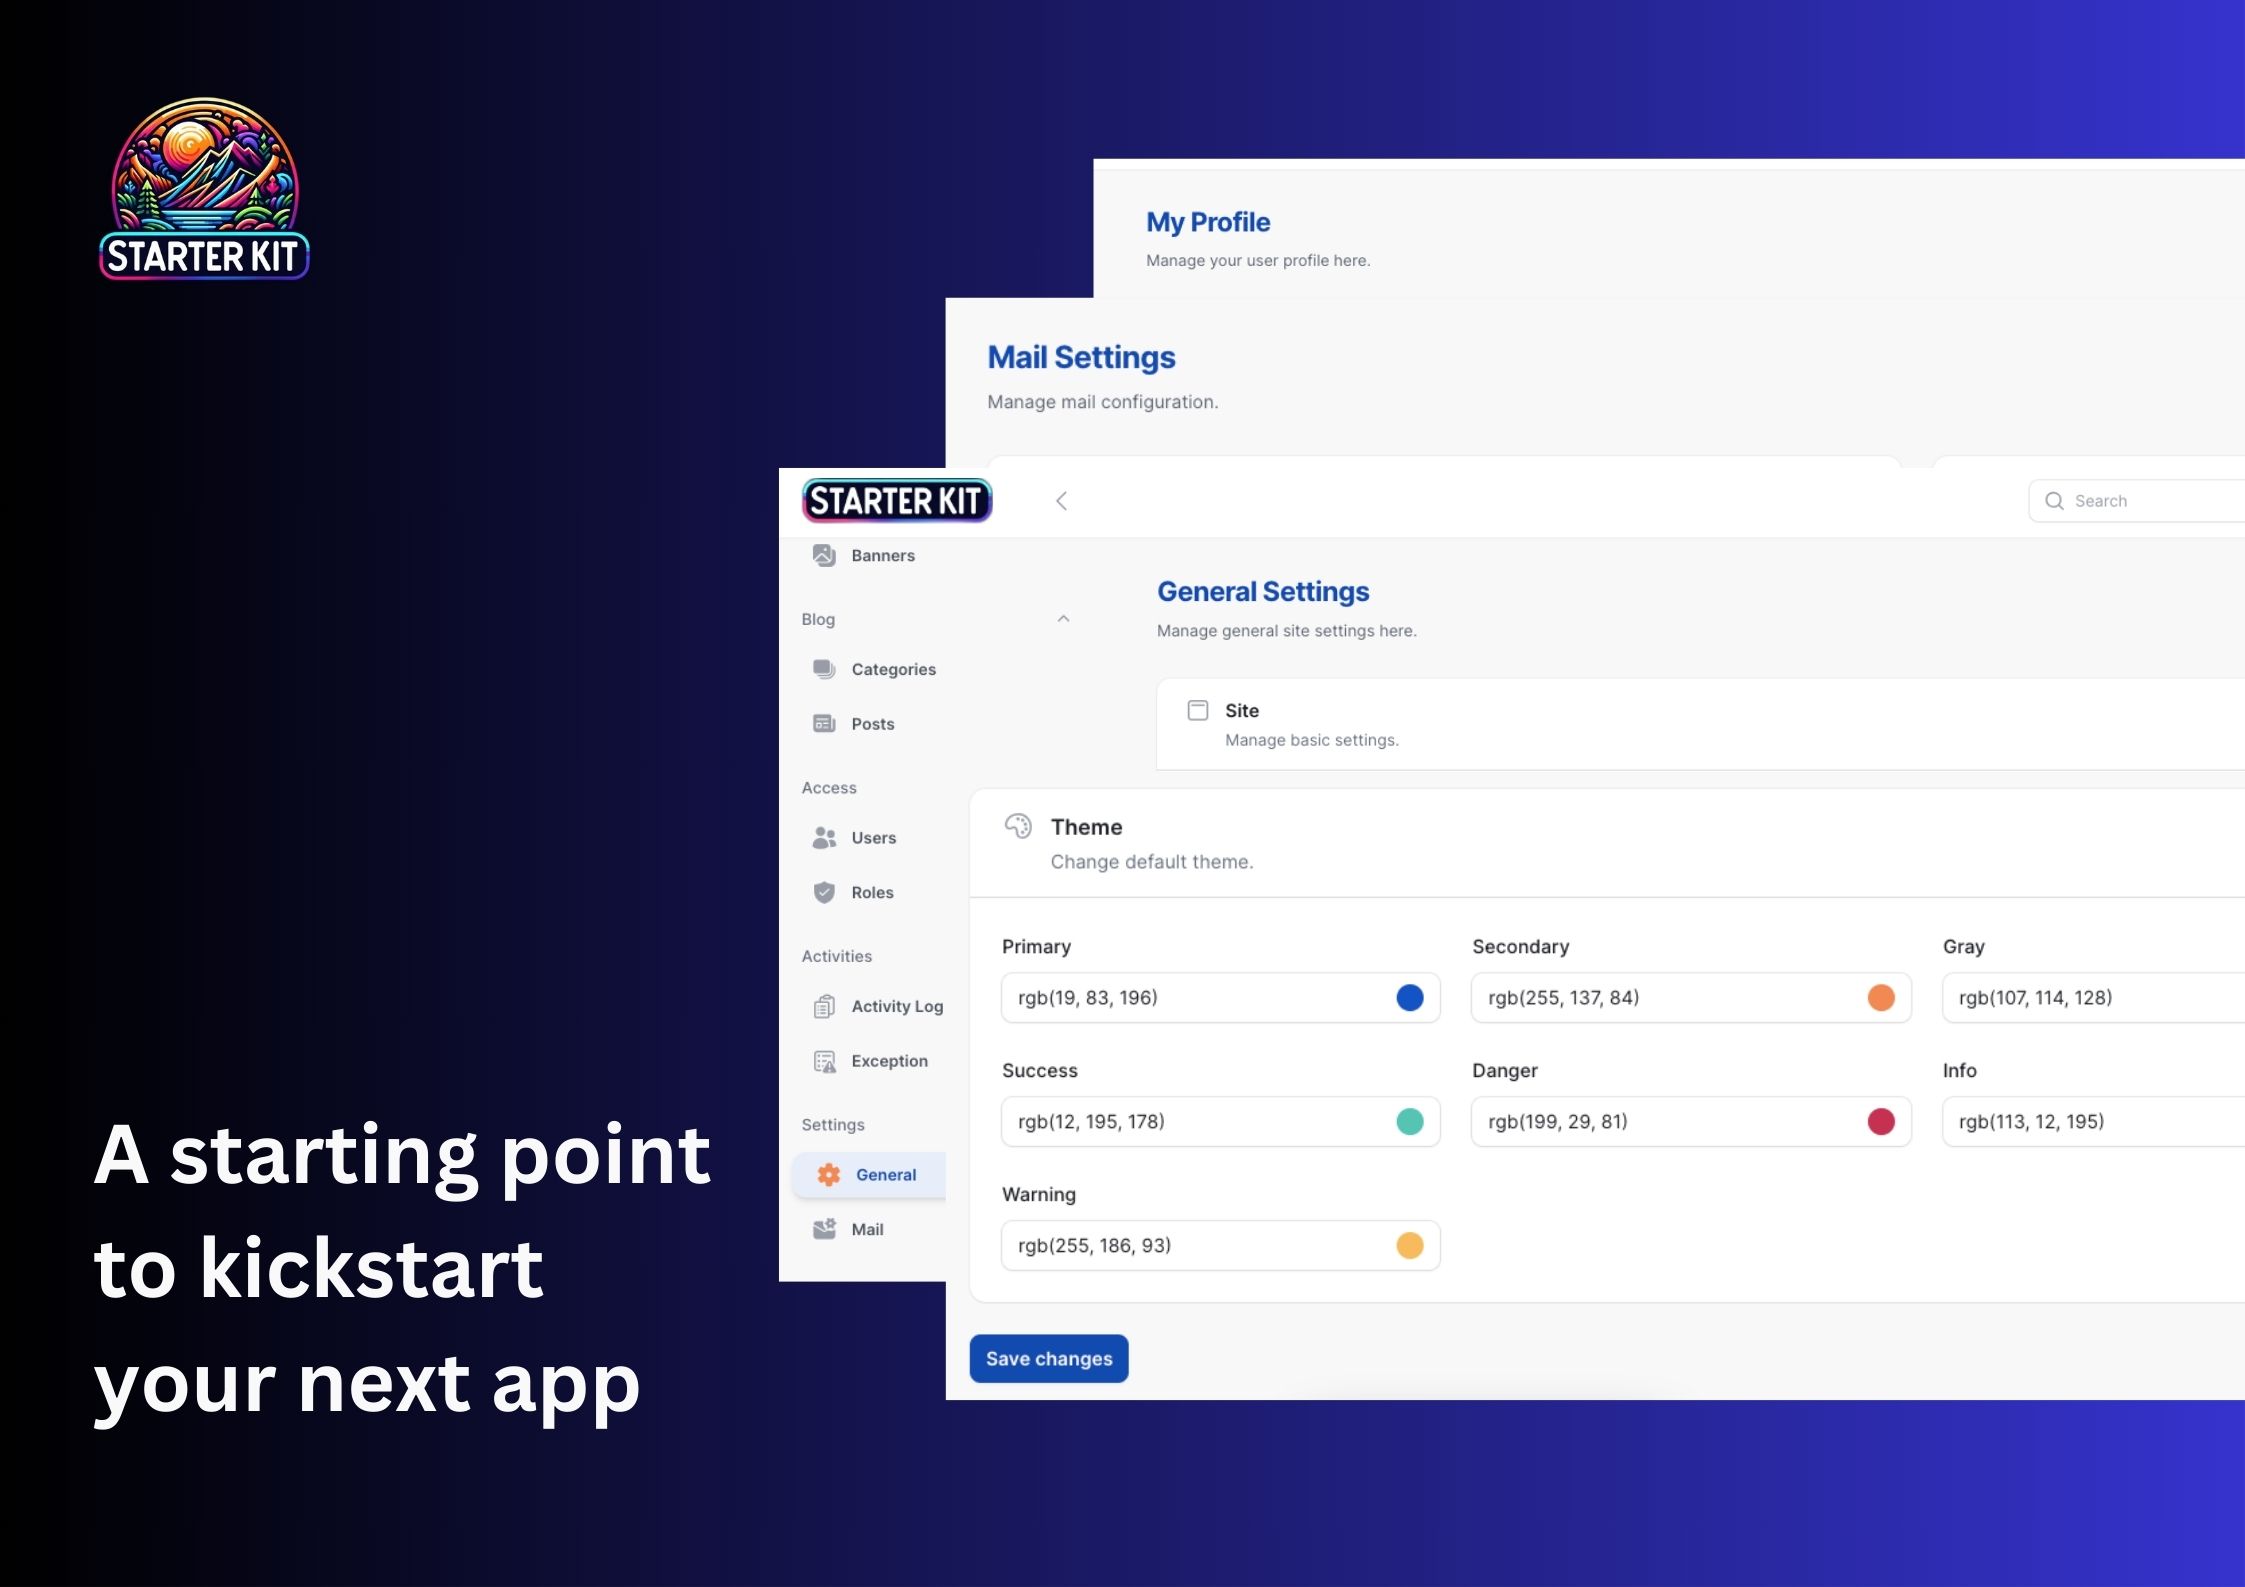 STARTER KIT
A starting point
to kickstart
your next app
My Profile
Manage your user profile here.
Mail Settings
Manage mail configuration.
STARTER KIT
Search
Banners
Blog
Categories
Posts
Access
Users
Roles
Activities
Activity Log
Exception
Settings
General
Mail
General Settings
Manage general site settings here.
Site
Manage basic settings.
Theme
Change default theme.
Primary
rgb(19, 83, 196)
Secondary
rgb(255, 137, 84)
Gray
rgb(107, 114, 128)
Success
rgb(12, 195, 178)
Danger
rgb(199, 29, 81)
Info
rgb(113, 12, 195)
Warning
rgb(255, 186, 93)
Save changes